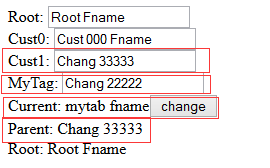 Root: Root Fname
Cust0: Cust 000 Fname
Cust1: Chang 33333
MyTag: Chang 22222
Current: mytab fname change
Parent: Chang 33333
Root: Root Fname